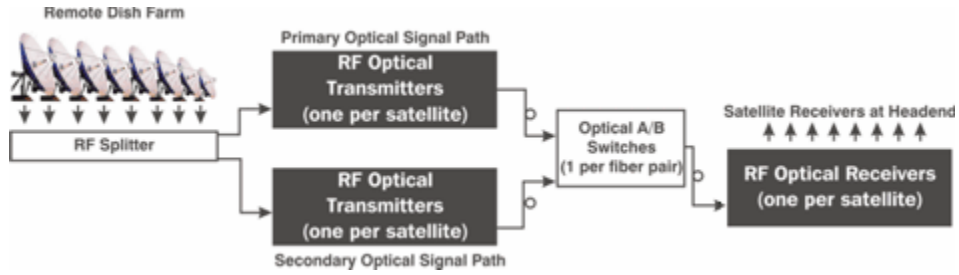 Remote Dish Farm
RF Splitter
Primary Optical Signal Path
RF Optical
Transmitters
(one per satellite)
RF Optical
Transmitters
(one per satellite)
Secondary Optical Signal Path
Optical A/B
Switches
(1 per fiber pair)
Satellite Receivers at Headend
RF Optical Receivers
(one per satellite)